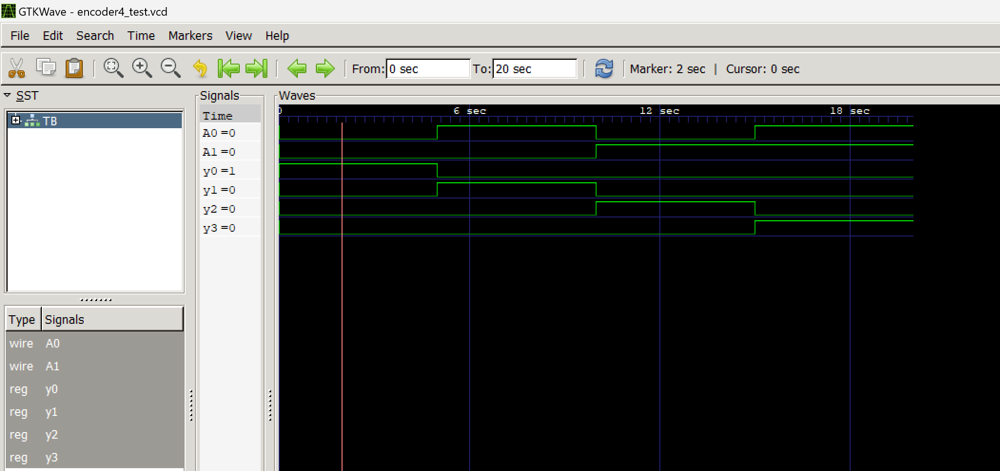 GTKWave - encoder4_test.vcd
File Edit Search Time Markers View Help
From: 0 sec To: 20 sec Marker: 2 sec | Cursor: 0 sec
SST
TB
Type Signals
wire A0
wire A1
reg y0
reg y1
reg y2
reg y3
Signals
Time
A0 =0
A1 =0
y0 =1
y1 =0
y2 =0
y3 =0
Waves
0 6 sec 12 sec 18 sec